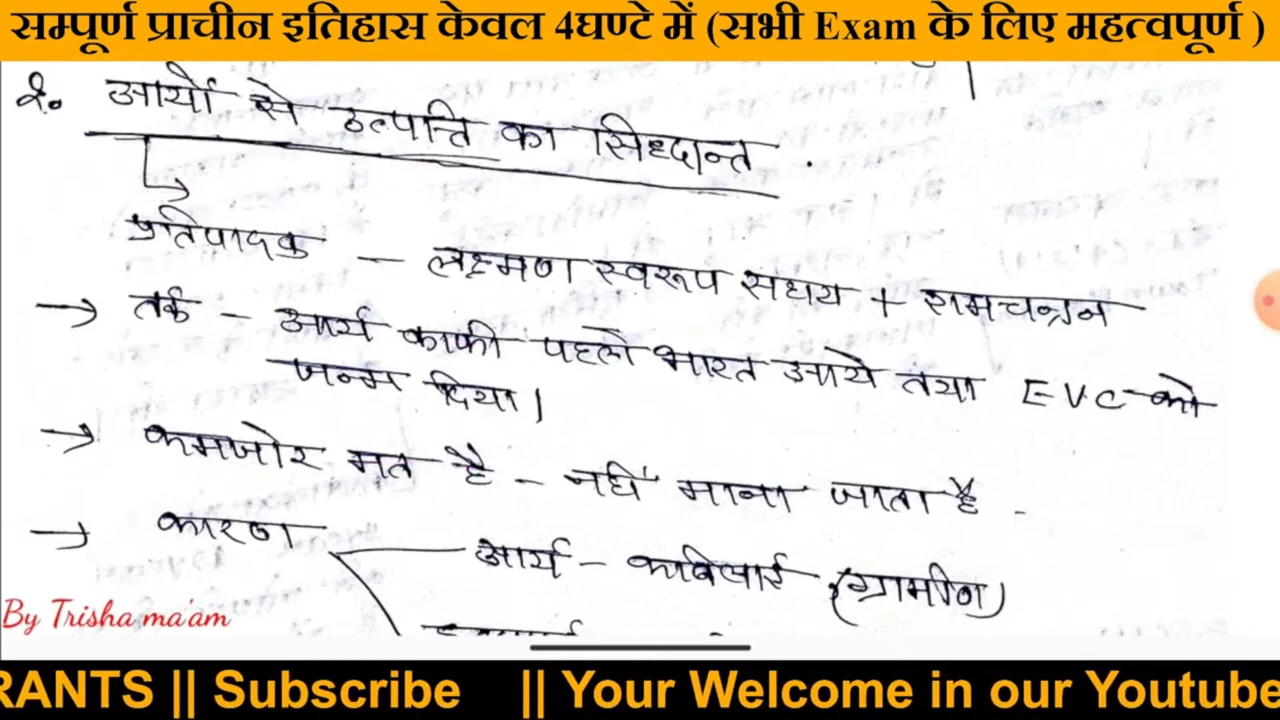 सम्पूर्ण प्राचीन इतिहास केवल 4घण्टे में (सभी Exam के लिए महत्वपूर्ण )
2. आर्यो से उत्पत्ति का सिध्दान्त .
प्रतिपादक - लक्ष्मण स्वरूप + रामचन्द्रन
→ तर्क - आर्य काफी पहले भारत आये तथा EVC को
जन्म दिया।
→ कमजोर मत है - नहीं माना जाता है .
→ कारण
आर्य - कबिलाई (ग्रामीण)
By Trisha ma'am
RANTS || Subscribe || Your Welcome in our Youtube